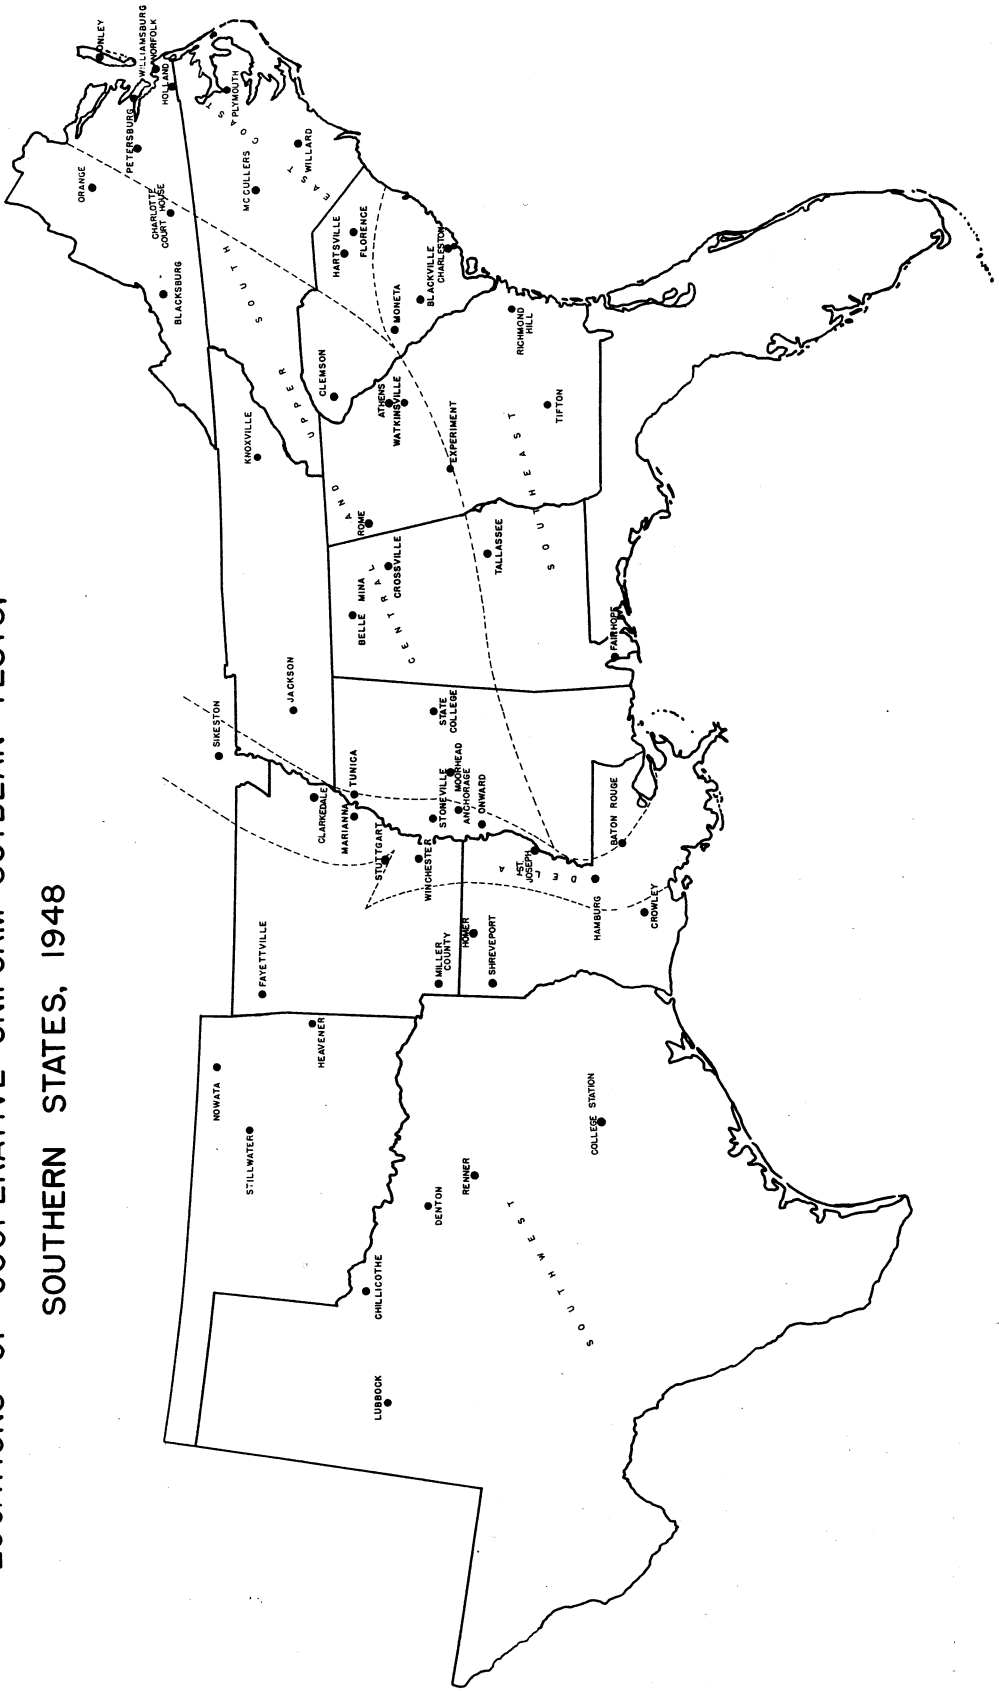 LOCATIONS OF COOPERATIVE UNIFORM SOYBEAN TESTS,
SOUTHERN STATES, 1948
ONLEY
WILLIAMSBURG
NORFOLK
HOLLAND
PETERSBURG
ORANGE
CHARLOTTE
COURT HOUSE
BLACKSBURG
PLYMOUTH
MCCULLERS
WILLARD
EAST COAST
HARTSVILLE
FLORENCE
MONETA
BLACKVILLE
CHARLESTON
CLEMSON
KNOXVILLE
UPPER SOUTH
AND
CENTRAL
ATHENS
WATKINSVILLE
EXPERIMENT
RICHMOND
HILL
TIFTON
ROME
SOUTHEAST
CROSSVILLE
BELLE MINA
TALLASSEE
FAIRHOPE
JACKSON
SIKESTON
TUNICA
STATE
COLLEGE
MOORHEAD
STONEVILLE
ANCHORAGE
ONWARD
CLARKEDALE
MARIANNA
STUTTGART
WINCHESTER
DELTA
ST.
JOSEPH
BATON ROUGE
HAMBURG
CROWLEY
FAYETTVILLE
MILLER
COUNTY
HOMER
SHREVEPORT
HEAVENER
NOWATA
STILLWATER
COLLEGE STATION
RENNER
DENTON
SOUTHWEST
CHILLICOTHE
LUBBOCK